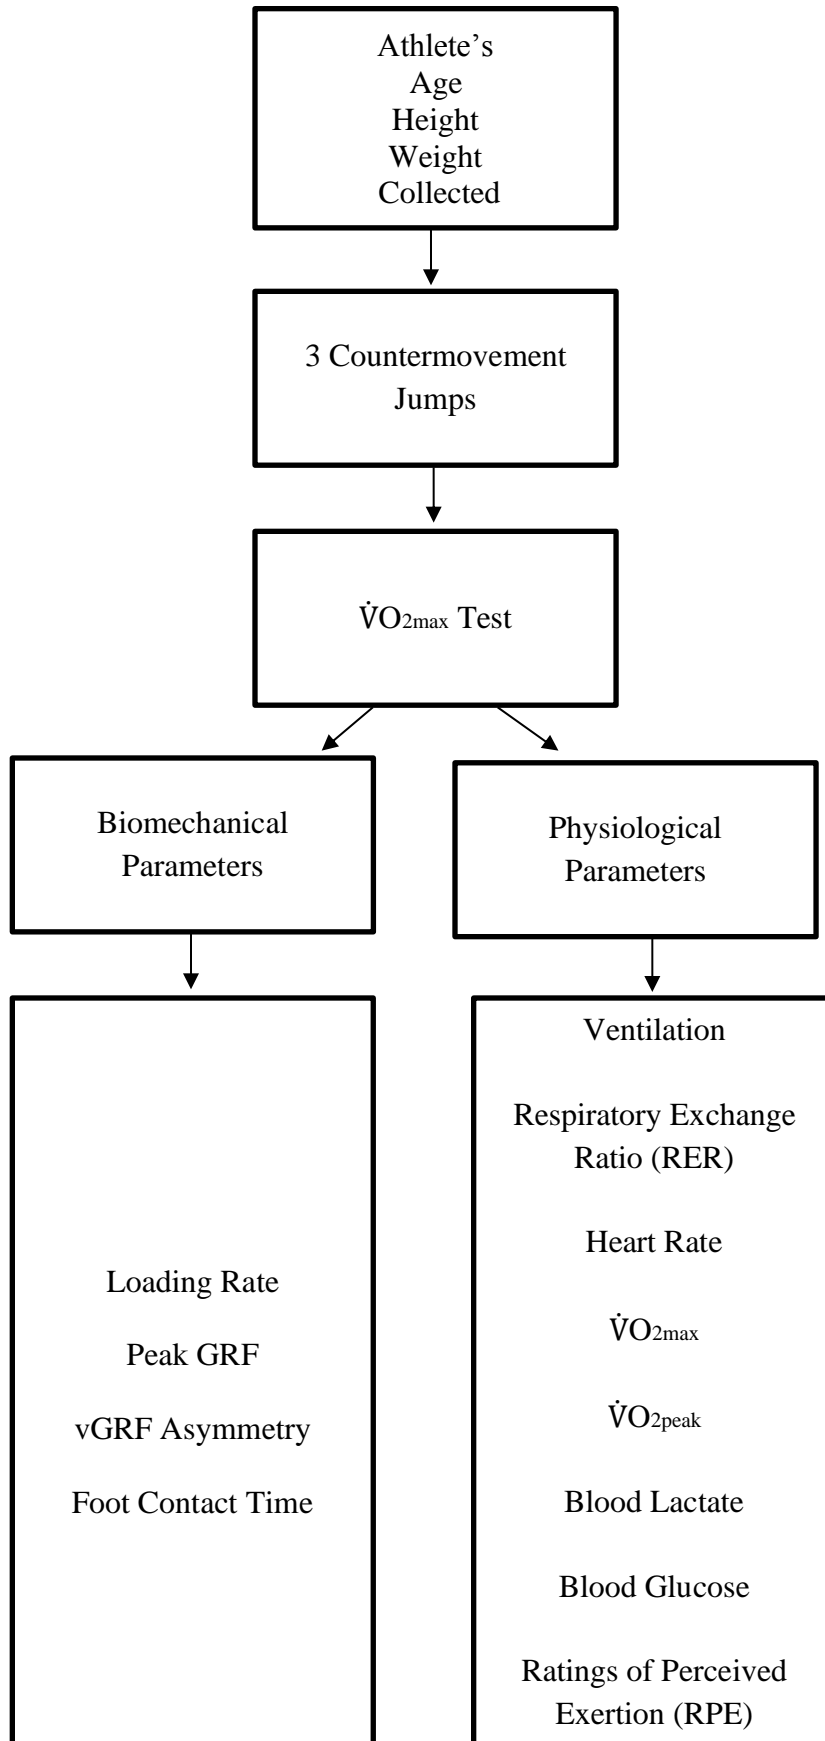 Athlete’s
Age
Height
Weight
Collected
3 Countermovement
Jumps
V̇O2max Test
Biomechanical
Parameters
Physiological
Parameters
Loading Rate
Peak GRF
vGRF Asymmetry
Foot Contact Time
Ventilation
Respiratory Exchange
Ratio (RER)
Heart Rate
V̇O2max
V̇O2peak
Blood Lactate
Blood Glucose
Ratings of Perceived
Exertion (RPE)